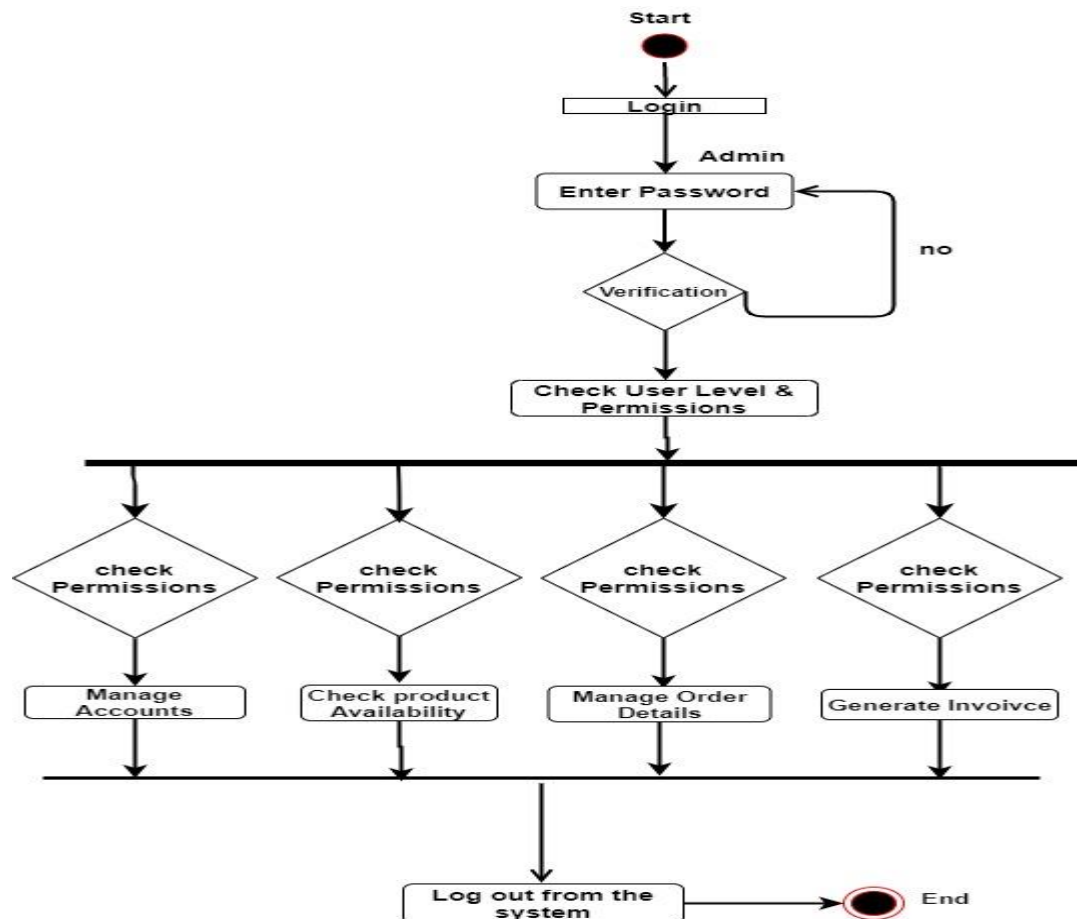 Start
Login
Admin
Enter Password
no
Verification
Check User Level &
Permissions
check
Permissions
check
Permissions
check
Permissions
check
Permissions
Manage
Accounts
Check product
Availability
Manage Order
Details
Generate Invoivce
Log out from the
system
End